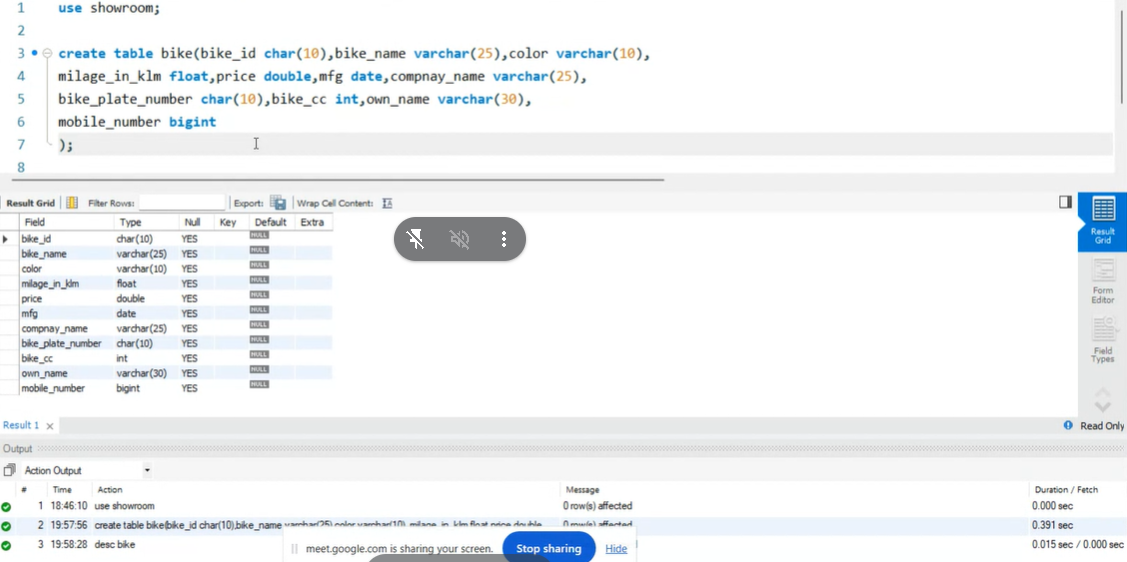 1 use showroom;
2
3 create table bike(bike_id char(10),bike_name varchar(25),color varchar(10),
4 milage_in_klm float,price double,mfg date,compnay_name varchar(25),
5 bike_plate_number char(10),bike_cc int,own_name varchar(30),
6 mobile_number bigint
7 );
8
Result Grid Filter Rows: Export: Wrap Cell Content:
Field Type Null Key Default Extra
bike_id char(10) YES NULL
bike_name varchar(25) YES NULL
color varchar(10) YES NULL
milage_in_klm float YES NULL
price double YES NULL
mfg date YES NULL
compnay_name varchar(25) YES NULL
bike_plate_number char(10) YES NULL
bike_cc int YES NULL
own_name varchar(30) YES NULL
mobile_number bigint YES NULL
Result Grid
Form Editor
Field Types
Result 1 Read Only
Output
Action Output
# Time Action Message Duration / Fetch
1 18:46:10 use showroom 0 row(s) affected 0.000 sec
2 19:57:56 create table bike(bike_id char(10),bike_name varchar(25),color varchar(10), milage_in_klm float,price double 0 row(s) affected 0.391 sec
3 19:58:28 desc bike 0.015 sec / 0.000 sec
meet.google.com is sharing your screen. Stop sharing Hide